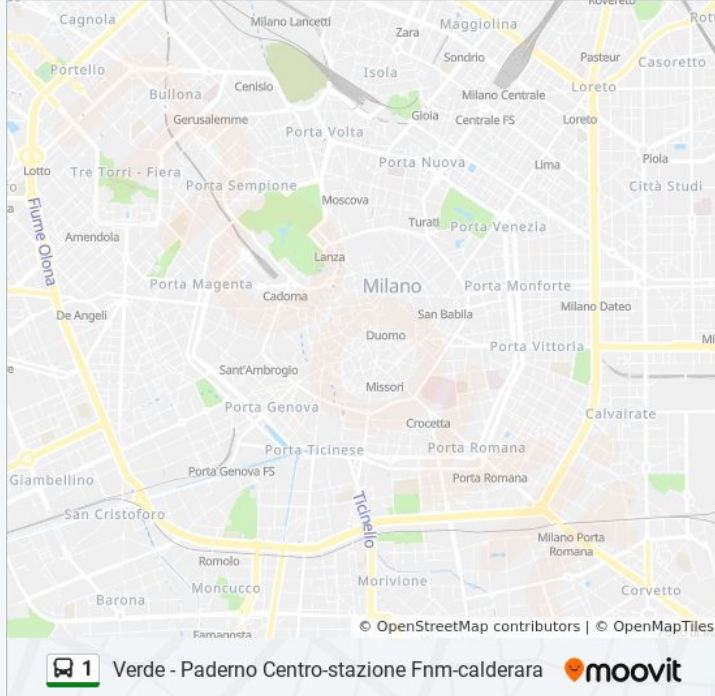 Rovereto
Cagnola
Milano Lancetti
Zara
Maggiolina
Sondrio
Pasteur
Casoretto
Portello
Isola
Bullona
Cenisio
Milano Centrale
Loreto
Gerusalemme
Gioia
Centrale FS
Loreto
Porta Volta
Lotto
Tre Torri - Fiera
Porta Nuova
Lima
Piola
Porta Sempione
Città Studi
Moscova
Fiume Olona
Amendola
Turati
Porta Venezia
Lanza
Porta Magenta
Cadorna
Milano
Porta Monforte
De Angeli
San Babila
Milano Dateo
Duomo
Porta Vittoria
Sant'Ambrogio
Missori
Porta Genova
Crocetta
Calvairate
Porta Ticinese
Porta Romana
Giambellino
Porta Genova FS
Porta Romana
San Cristoforo
Ticinello
Milano Porta
Romana
Romolo
Morivione
Moncucco
Corvetto
Barona
Famagosta
© OpenStreetMap contributors | © OpenMapTiles
1 Verde - Paderno Centro-stazione Fnm-calderara moovit